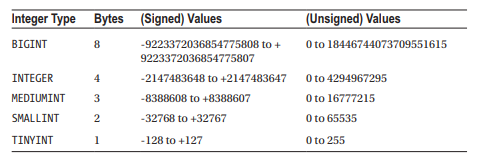 Integer Type Bytes (Signed) Values (Unsigned) Values
BIGINT 8 -9223372036854775808 to + 0 to 18446744073709551615
9223372036854775807
INTEGER 4 -2147483648 to +2147483647 0 to 4294967295
MEDIUMINT 3 -8388608 to +8388607 0 to 16777215
SMALLINT 2 -32768 to +32767 0 to 65535
TINYINT 1 -128 to +127 0 to 255